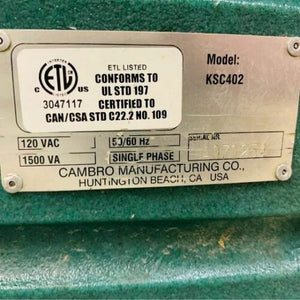 ETL LISTED
CONFORMS TO
UL STD 197
CERTIFIED TO
CAN/CSA STD C22.2 NO. 109
INTERTEK
ETL
C US
3047117
Model:
KSC402
120 VAC 50/60 Hz SERIAL NR.
1500 VA SINGLE PHASE
CAMBRO MANUFACTURING CO.,
HUNTINGTON BEACH, CA USA